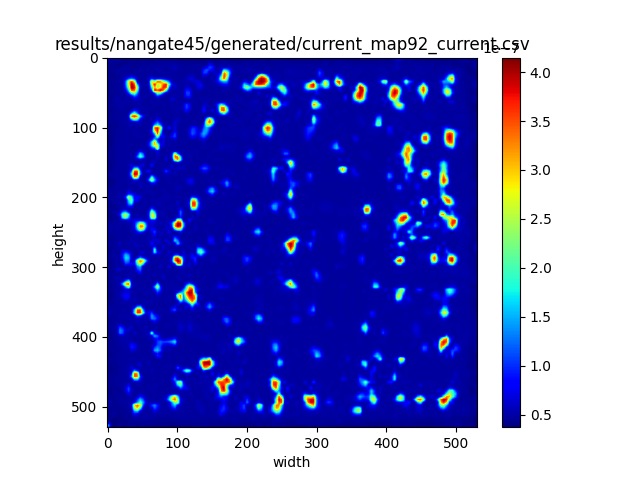 results/nangate45/generated/current_map92_current.csv
1e−7
0
100
200
300
400
500
height
0 100 200 300 400 500
width
4.0
3.5
3.0
2.5
2.0
1.5
1.0
0.5